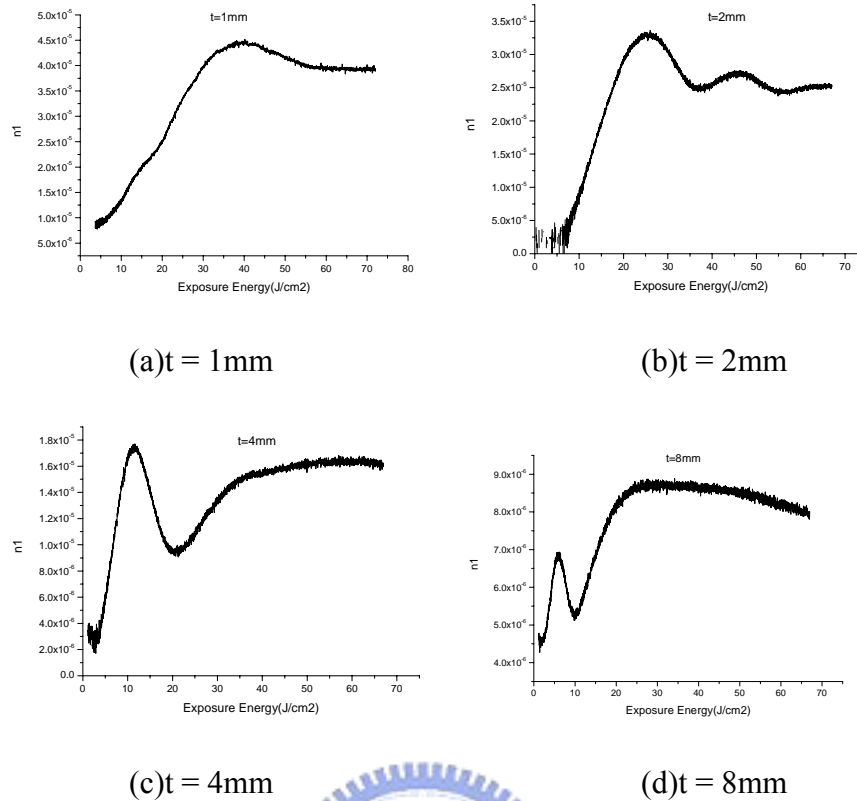 t=1mm
5.0x10⁻⁵
4.5x10⁻⁵
4.0x10⁻⁵
3.5x10⁻⁵
3.0x10⁻⁵
2.5x10⁻⁵
2.0x10⁻⁵
1.5x10⁻⁵
1.0x10⁻⁵
5.0x10⁻⁶
n1
0 10 20 30 40 50 60 70 80
Exposure Energy(J/cm2)
(a)t = 1mm
t=2mm
3.5x10⁻⁵
3.0x10⁻⁵
2.5x10⁻⁵
2.0x10⁻⁵
1.5x10⁻⁵
1.0x10⁻⁵
5.0x10⁻⁶
0.0
n1
0 10 20 30 40 50 60 70
Exposure Energy(J/cm2)
(b)t = 2mm
t=4mm
1.8x10⁻⁵
1.6x10⁻⁵
1.4x10⁻⁵
1.2x10⁻⁵
1.0x10⁻⁵
8.0x10⁻⁶
6.0x10⁻⁶
4.0x10⁻⁶
2.0x10⁻⁶
0.0
n1
0 10 20 30 40 50 60 70
Exposure Energy(J/cm2)
(c)t = 4mm
t=8mm
9.0x10⁻⁶
8.0x10⁻⁶
7.0x10⁻⁶
6.0x10⁻⁶
5.0x10⁻⁶
4.0x10⁻⁶
n1
0 10 20 30 40 50 60 70
Exposure Energy(J/cm2)
(d)t = 8mm